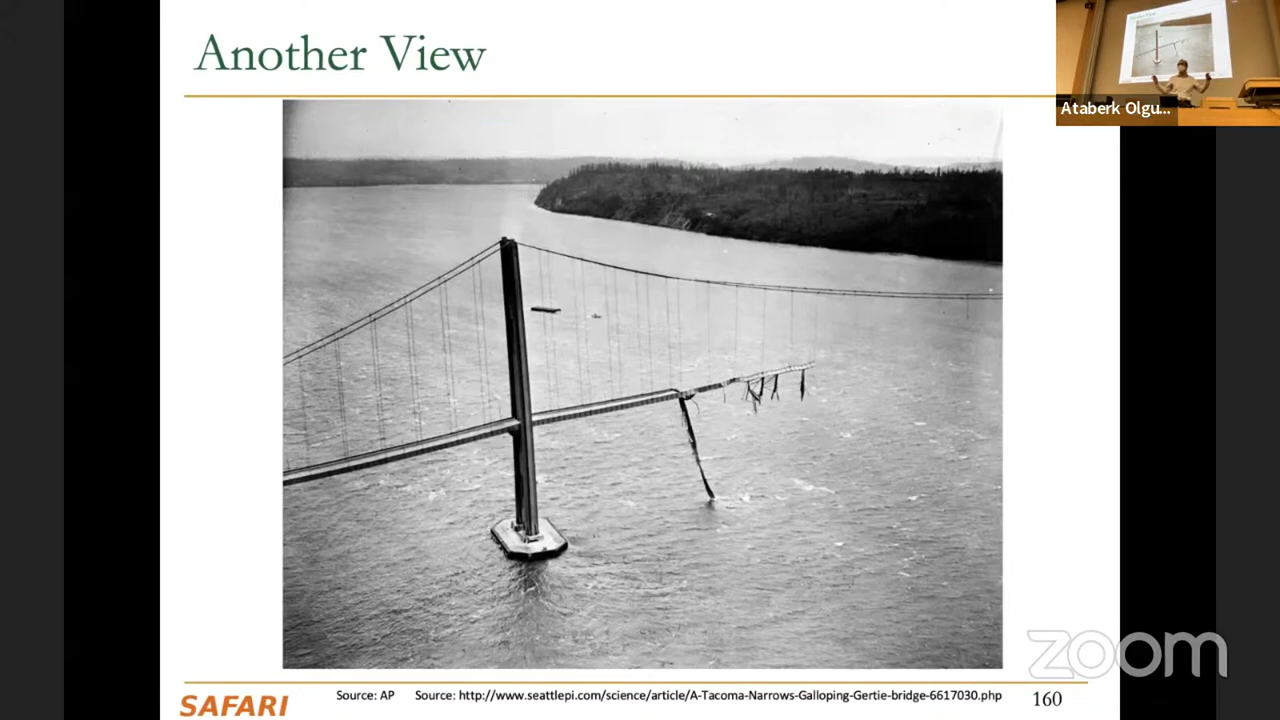 Another View
Ataberk Olgu...
zoom
Source: AP Source: http://www.seattlepi.com/science/article/A-Tacoma-Narrows-Galloping-Gertie-bridge-6617030.php
160
SAFARI